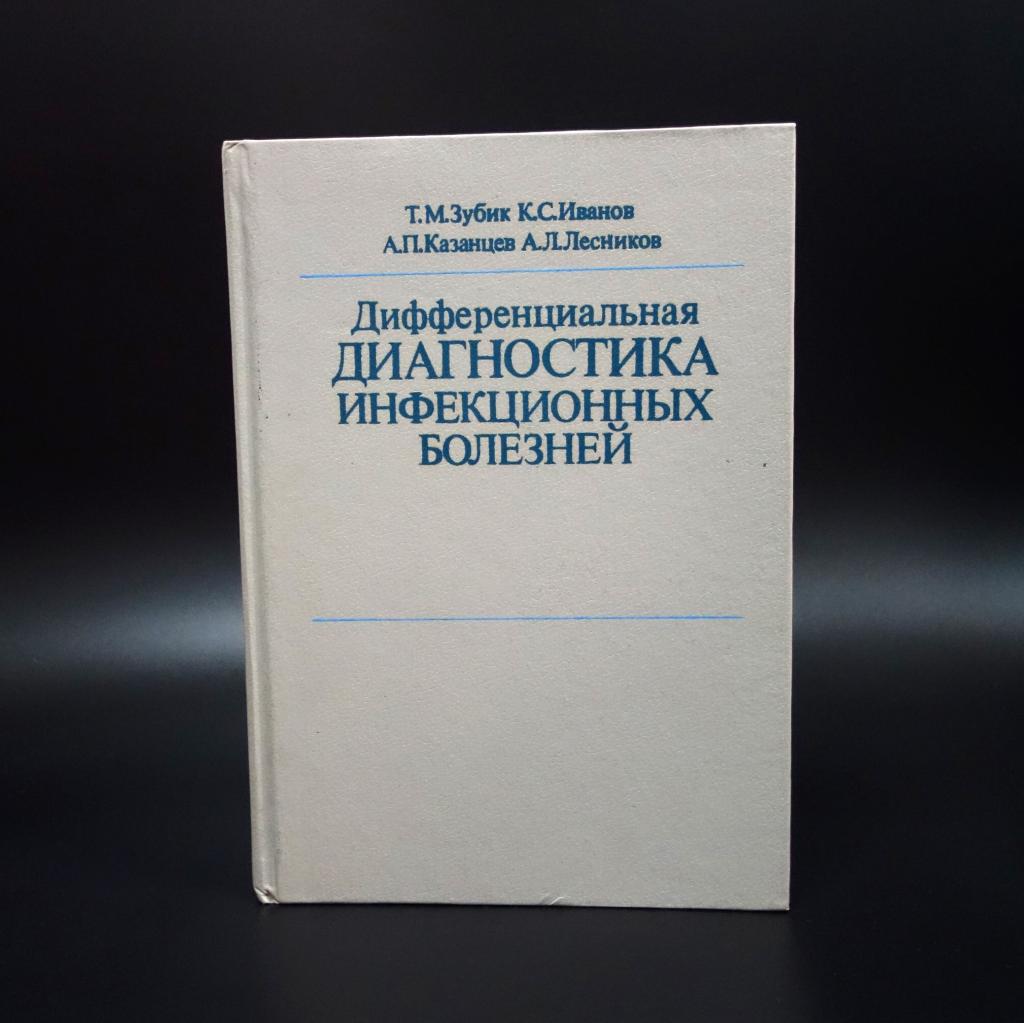 Т.М.Зубик К.С.Иванов
А.П.Казанцев А.Л.Лесников
Дифференциальная
ДИАГНОСТИКА
ИНФЕКЦИОННЫХ
БОЛЕЗНЕЙ